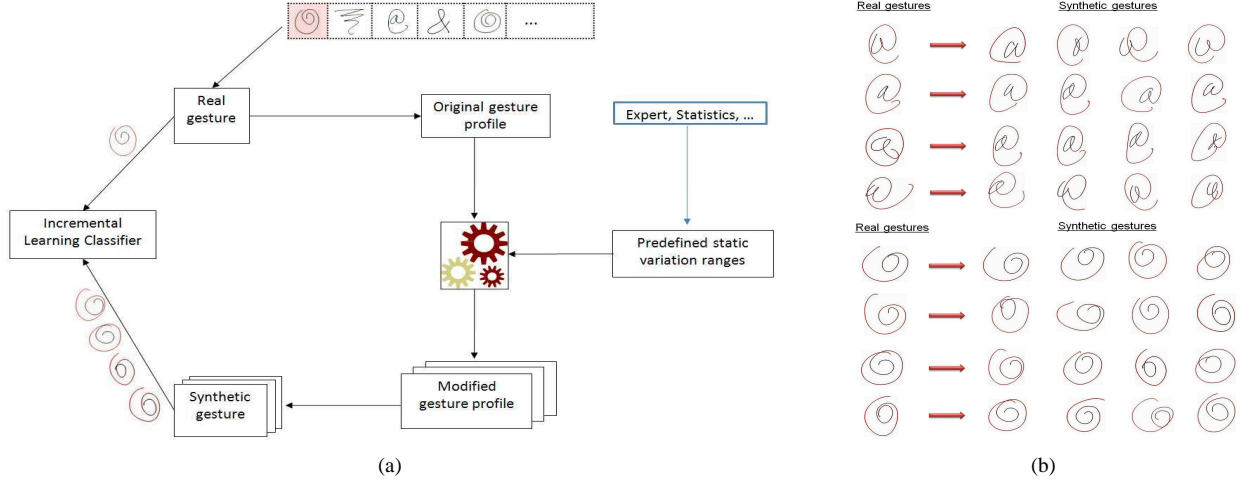 ...
Real
gesture
Original gesture
profile
Expert, Statistics, ...
Incremental
Learning Classifier
Predefined static
variation ranges
Synthetic
gesture
Modified
gesture profile
(a)
Real gestures
Synthetic gestures
Real gestures
Synthetic gestures
(b)